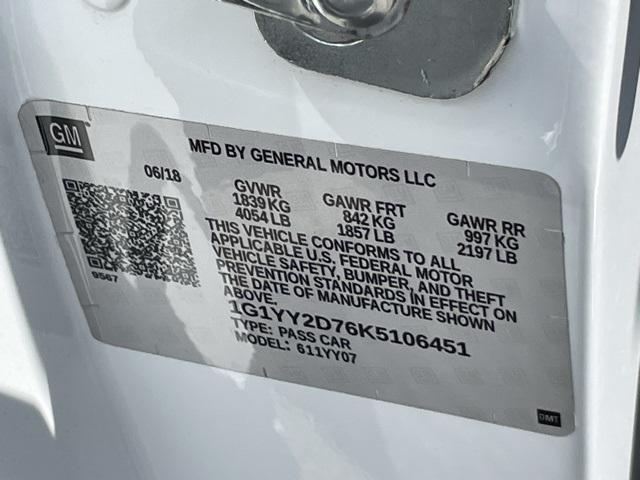 GM
MFD BY GENERAL MOTORS LLC
06/18
GVWR
1839 KG
4054 LB
GAWR FRT
842 KG
1857 LB
GAWR RR
997 KG
2197 LB
9567
THIS VEHICLE CONFORMS TO ALL
APPLICABLE U.S. FEDERAL MOTOR
VEHICLE SAFETY, BUMPER, AND THEFT
PREVENTION STANDARDS IN EFFECT ON
THE DATE OF MANUFACTURE SHOWN
ABOVE.
1G1YY2D76K5106451
TYPE: PASS CAR
MODEL: 611YY07
DMT